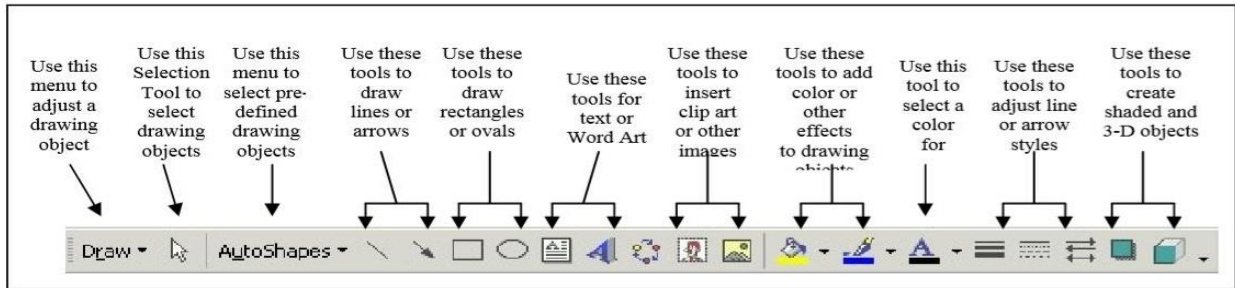 Use this
menu to
adjust a
drawing
object
Use this
Selection
Tool to
select
drawing
objects
Use this
menu to
select pre-
defined
drawing
objects
Use these
tools to
draw
lines or
arrows
Use these
tools to
draw
rectangles
or ovals
Use these
tools for
text or
Word Art
Use these
tools to
insert
clip art
or other
images
Use these
tools to add
color or
other
effects
to drawing
objects
Use this
tool to
select a
color
for
Use these
tools to
adjust line
or arrow
styles
Use these
tools to
create
shaded and
3-D objects
Draw AutoShapes A A